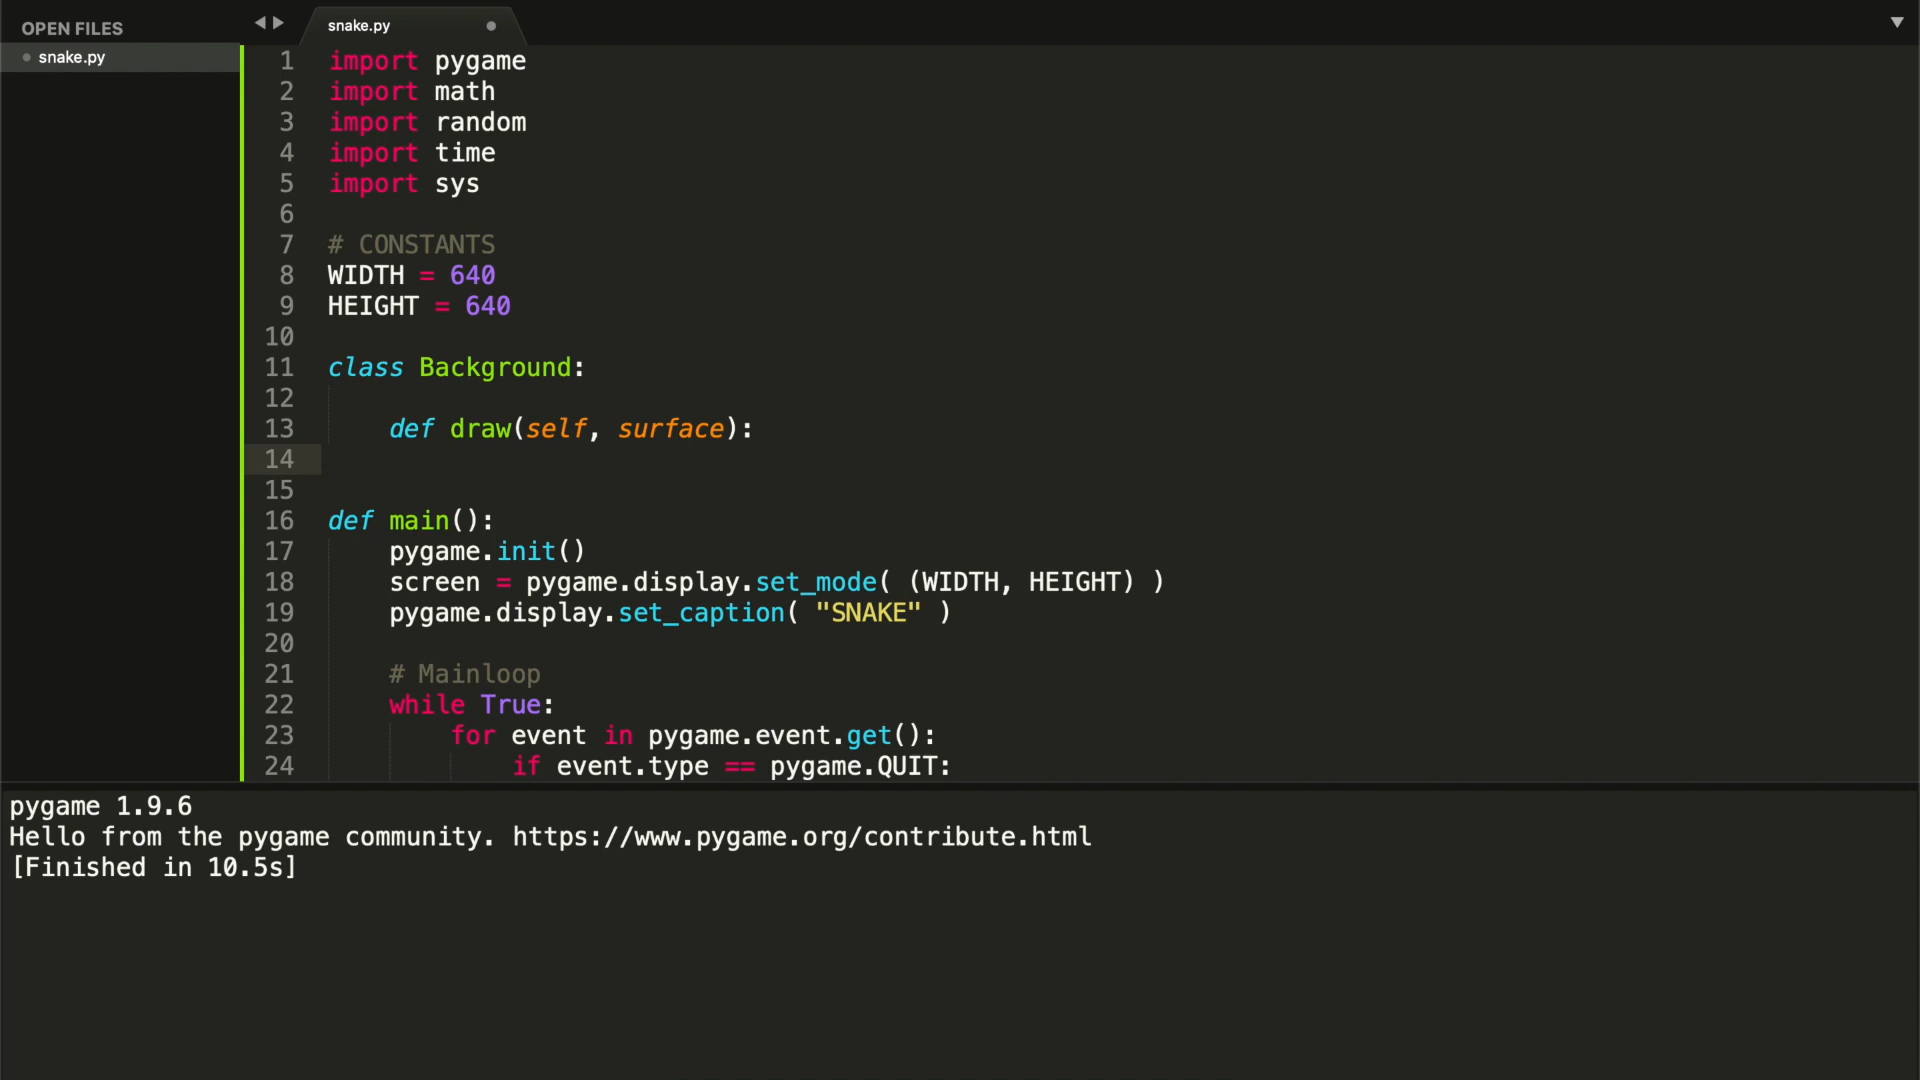 OPEN FILES
snake.py
snake.py
1 import pygame
2 import math
3 import random
4 import time
5 import sys
6
7 # CONSTANTS
8 WIDTH = 640
9 HEIGHT = 640
10
11 class Background:
12
13     def draw(self, surface):
14
15
16 def main():
17     pygame.init()
18     screen = pygame.display.set_mode( (WIDTH, HEIGHT) )
19     pygame.display.set_caption( "SNAKE" )
20
21     # Mainloop
22     while True:
23         for event in pygame.event.get():
24             if event.type == pygame.QUIT:
pygame 1.9.6
Hello from the pygame community. https://www.pygame.org/contribute.html
[Finished in 10.5s]